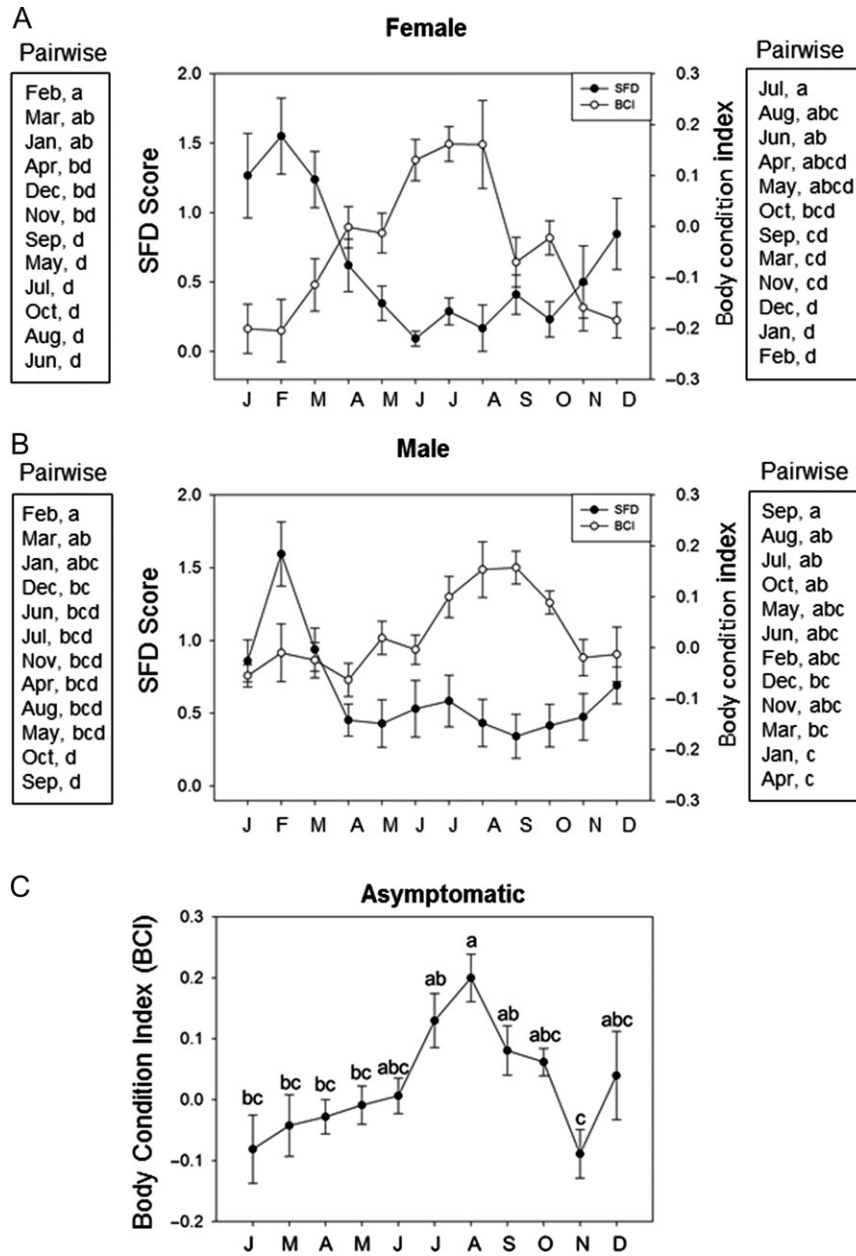 A
Female
Pairwise
Feb, a
Mar, ab
Jan, ab
Apr, bd
Dec, bd
Nov, bd
Sep, d
May, d
Jul, d
Oct, d
Aug, d
Jun, d
SFD Score
2.0
1.5
1.0
0.5
0.0
SFD
BCI
0.3
0.2
0.1
0.0
–0.1
–0.2
–0.3
Body condition index
J F M A M J J A S O N D
Pairwise
Jul, a
Aug, abc
Jun, ab
Apr, abcd
May, abcd
Oct, bcd
Sep, cd
Mar, cd
Nov, cd
Dec, d
Jan, d
Feb, d
B
Male
Pairwise
Feb, a
Mar, ab
Jan, abc
Dec, bc
Jun, bcd
Jul, bcd
Nov, bcd
Apr, bcd
Aug, bcd
May, bcd
Oct, d
Sep, d
SFD Score
2.0
1.5
1.0
0.5
0.0
SFD
BCI
0.3
0.2
0.1
0.0
–0.1
–0.2
–0.3
Body condition index
J F M A M J J A S O N D
Pairwise
Sep, a
Aug, ab
Jul, ab
Oct, ab
May, abc
Jun, abc
Feb, abc
Dec, bc
Nov, abc
Mar, bc
Jan, c
Apr, c
C
Asymptomatic
Body Condition Index (BCI)
0.3
0.2
0.1
0.0
–0.1
–0.2
bc bc bc bc abc ab a ab abc c abc
J M A M J J A S O N D